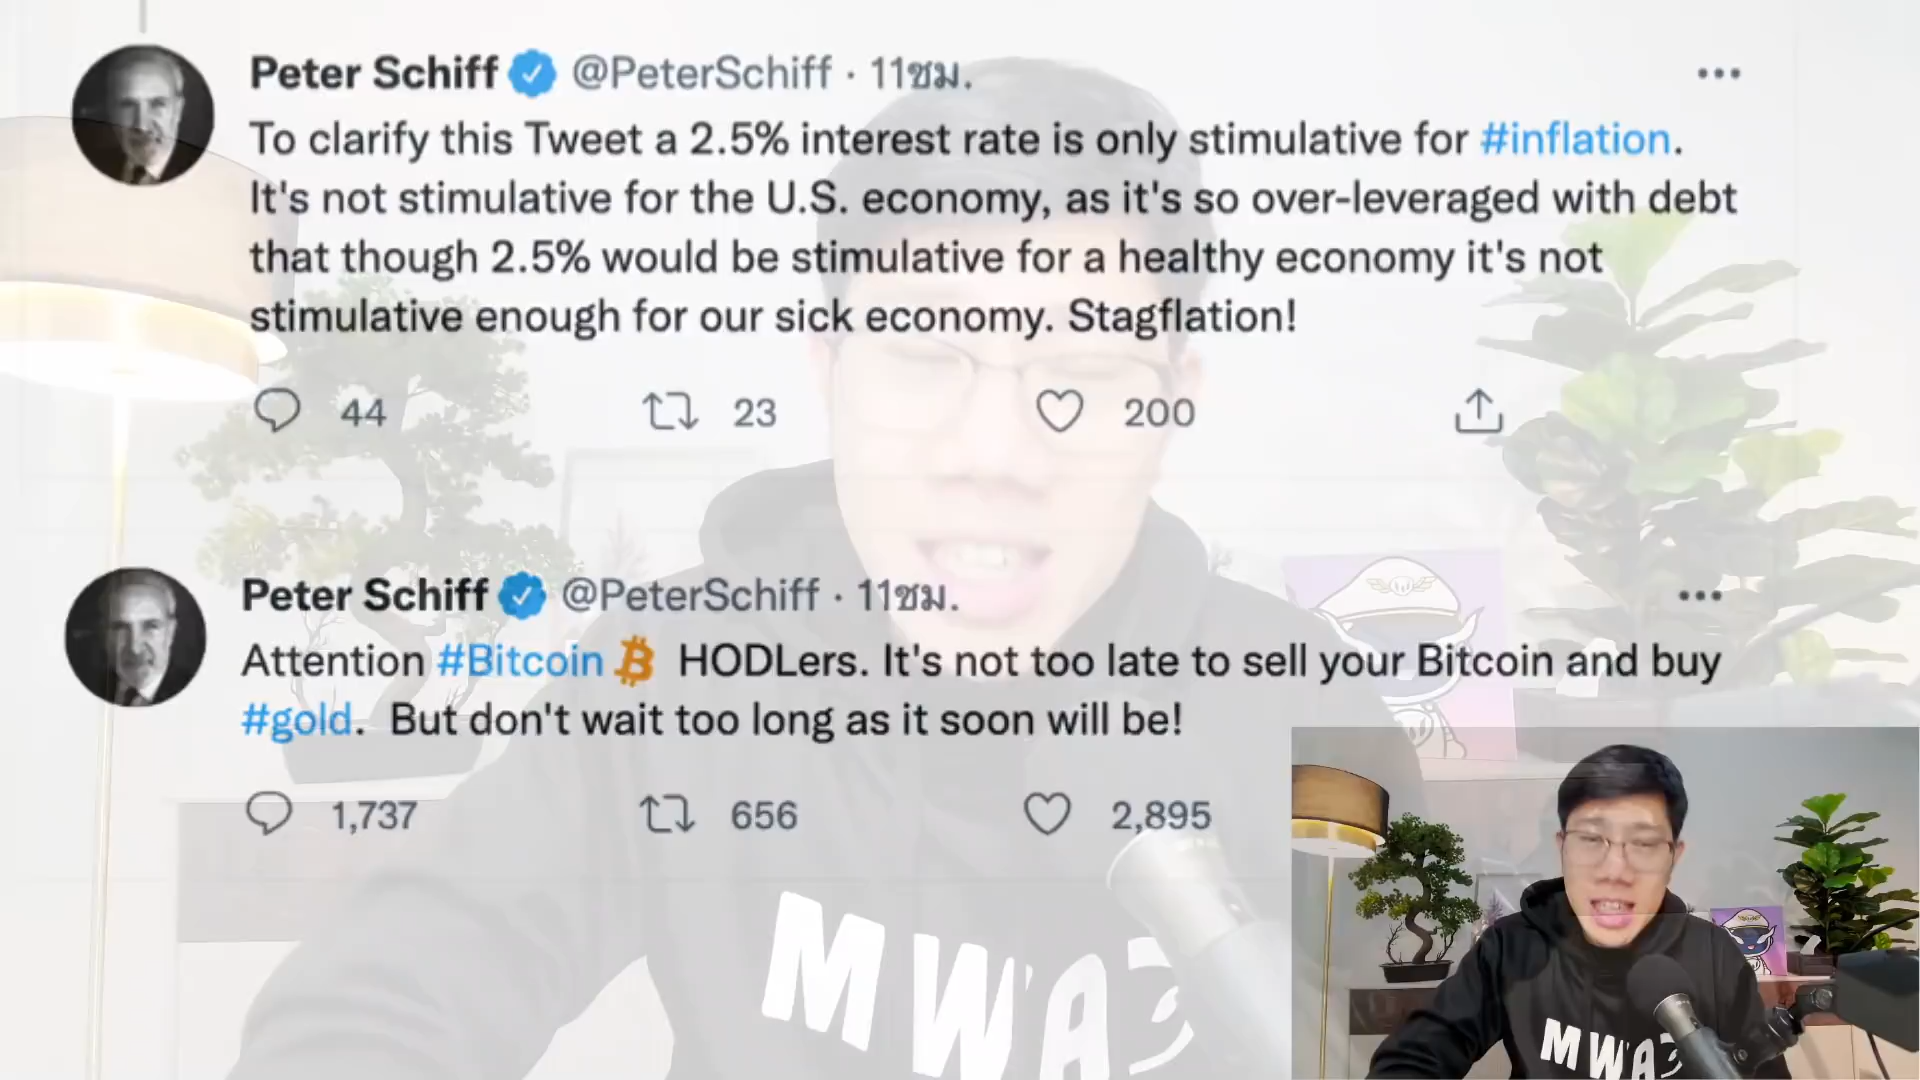 Peter Schiff @PeterSchiff · 11ชม.
To clarify this Tweet a 2.5% interest rate is only stimulative for #inflation.
It's not stimulative for the U.S. economy, as it's so over-leveraged with debt
that though 2.5% would be stimulative for a healthy economy it's not
stimulative enough for our sick economy. Stagflation!
44 23 200
Peter Schiff @PeterSchiff · 11ชม.
Attention #Bitcoin HODLers. It's not too late to sell your Bitcoin and buy
#gold. But don't wait too long as it soon will be!
1,737 656 2,895